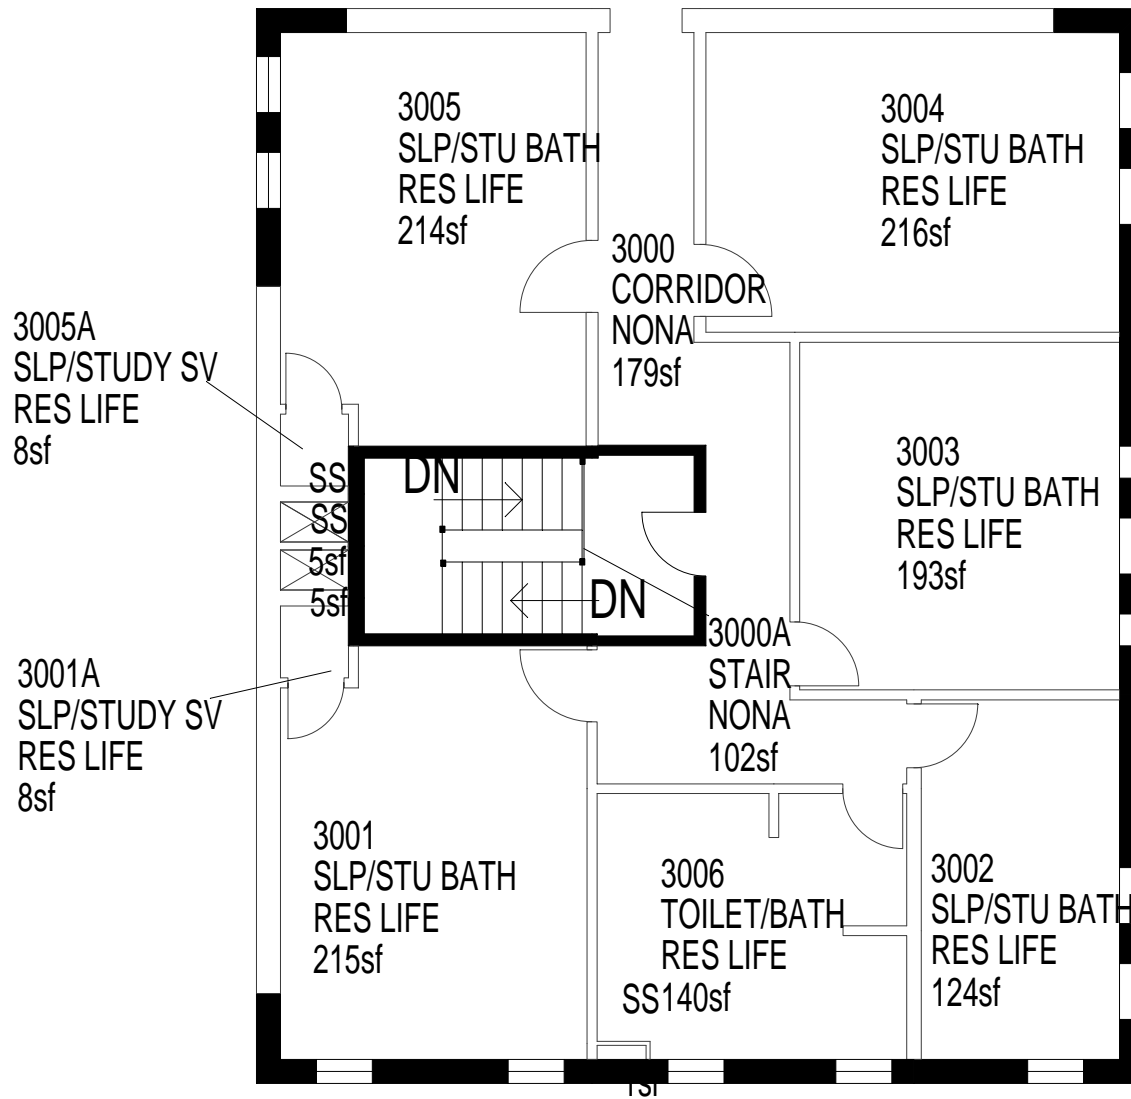 3005
SLP/STU BATH
RES LIFE
214sf
3004
SLP/STU BATH
RES LIFE
216sf
3000
CORRIDOR
NONA
179sf
3005A
SLP/STUDY SV
RES LIFE
8sf
3003
SLP/STU BATH
RES LIFE
193sf
SS
SS
5sf
5sf
DN
DN
3000A
STAIR
NONA
102sf
3001A
SLP/STUDY SV
RES LIFE
8sf
3001
SLP/STU BATH
RES LIFE
215sf
3006
TOILET/BATH
RES LIFE
140sf
SS
1sf
3002
SLP/STU BATH
RES LIFE
124sf